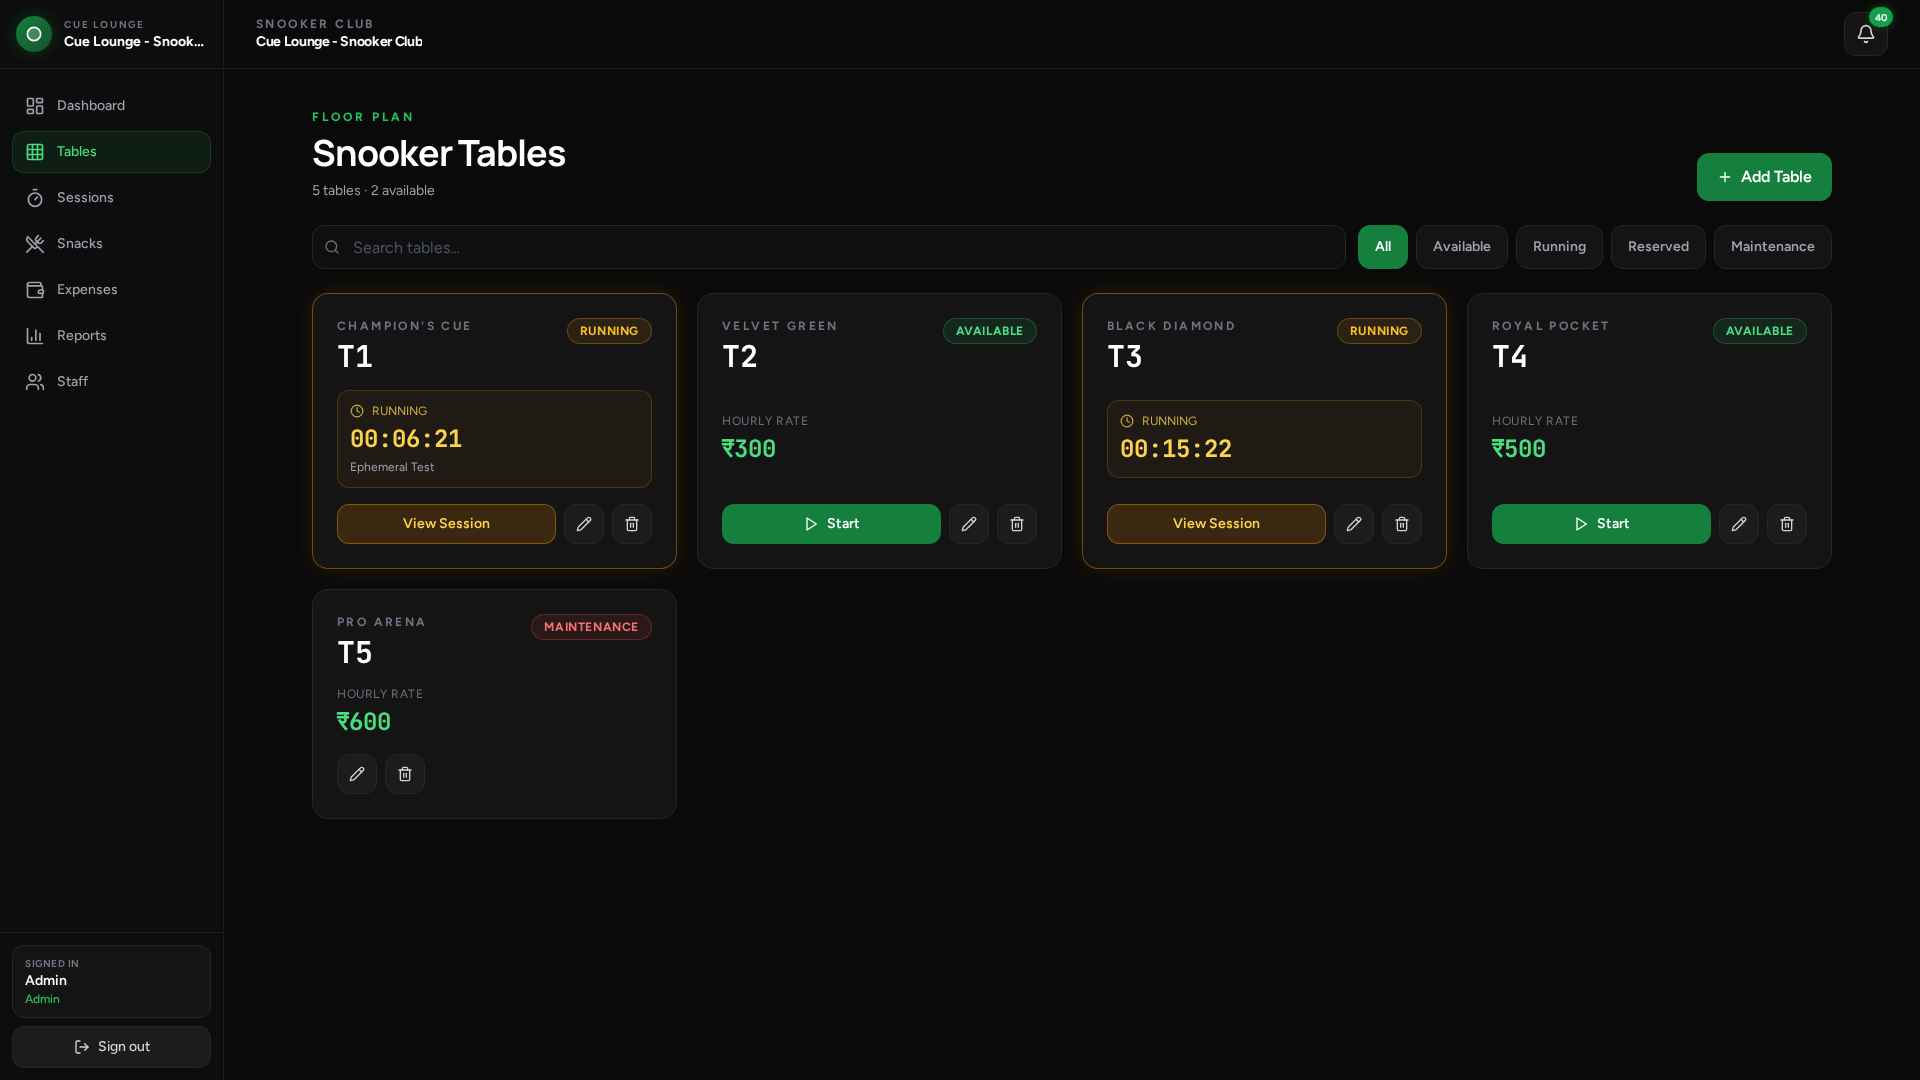 CUE LOUNGE
Cue Lounge - Snook...
SNOOKER CLUB
Cue Lounge - Snooker Club
40
Dashboard
Tables
Sessions
Snacks
Expenses
Reports
Staff
FLOOR PLAN
Snooker Tables
5 tables · 2 available
Add Table
Search tables...
All
Available
Running
Reserved
Maintenance
CHAMPION'S CUE
RUNNING
T1
RUNNING
00:06:21
Ephemeral Test
View Session
VELVET GREEN
AVAILABLE
T2
HOURLY RATE
₹300
Start
BLACK DIAMOND
RUNNING
T3
RUNNING
00:15:22
View Session
ROYAL POCKET
AVAILABLE
T4
HOURLY RATE
₹500
Start
PRO ARENA
MAINTENANCE
T5
HOURLY RATE
₹600
SIGNED IN
Admin
Admin
Sign out